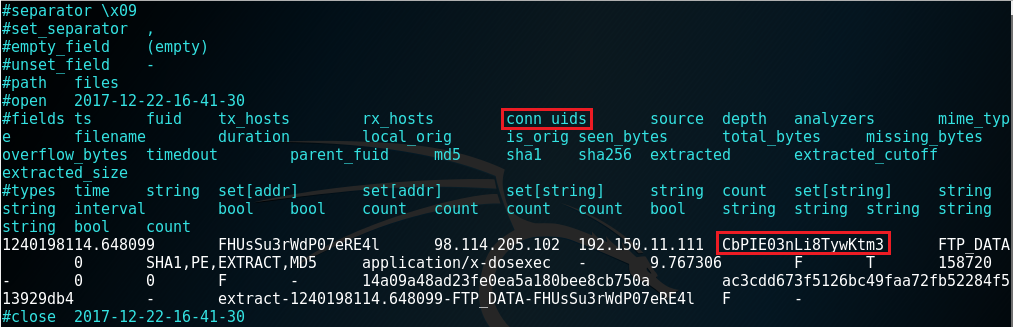 #separator \x09
#set_separator  ,
#empty_field    (empty)
#unset_field    -
#path   files
#open   2017-12-22-16-41-30
#fields ts      fuid    tx_hosts        rx_hosts        conn_uids       source  depth   analyzers       mime_typ
e       filename        duration        local_orig      is_orig seen_bytes      total_bytes     missing_bytes
overflow_bytes  timedout        parent_fuid     md5     sha1    sha256  extracted       extracted_cutoff
extracted_size
#types  time    string  set[addr]       set[addr]       set[string]     string  count   set[string]     string
string  interval        bool    bool    count   count   count   count   bool    string  string  string  string
string  bool    count
1240198114.648099       FHUsSu3rWdP07eRE4l      98.114.205.102  192.150.11.111  CbPIE03nLi8TywKtm3      FTP_DATA
        0       SHA1,PE,EXTRACT,MD5     application/x-dosexec   -       9.767306        F       T       158720
-       0       0       F       -       14a09a48ad23fe0ea5a180bee8cb750a        ac3cdd673f5126bc49faa72fb52284f5
13929db4        -       extract-1240198114.648099-FTP_DATA-FHUsSu3rWdP07eRE4l   F       -
#close  2017-12-22-16-41-30